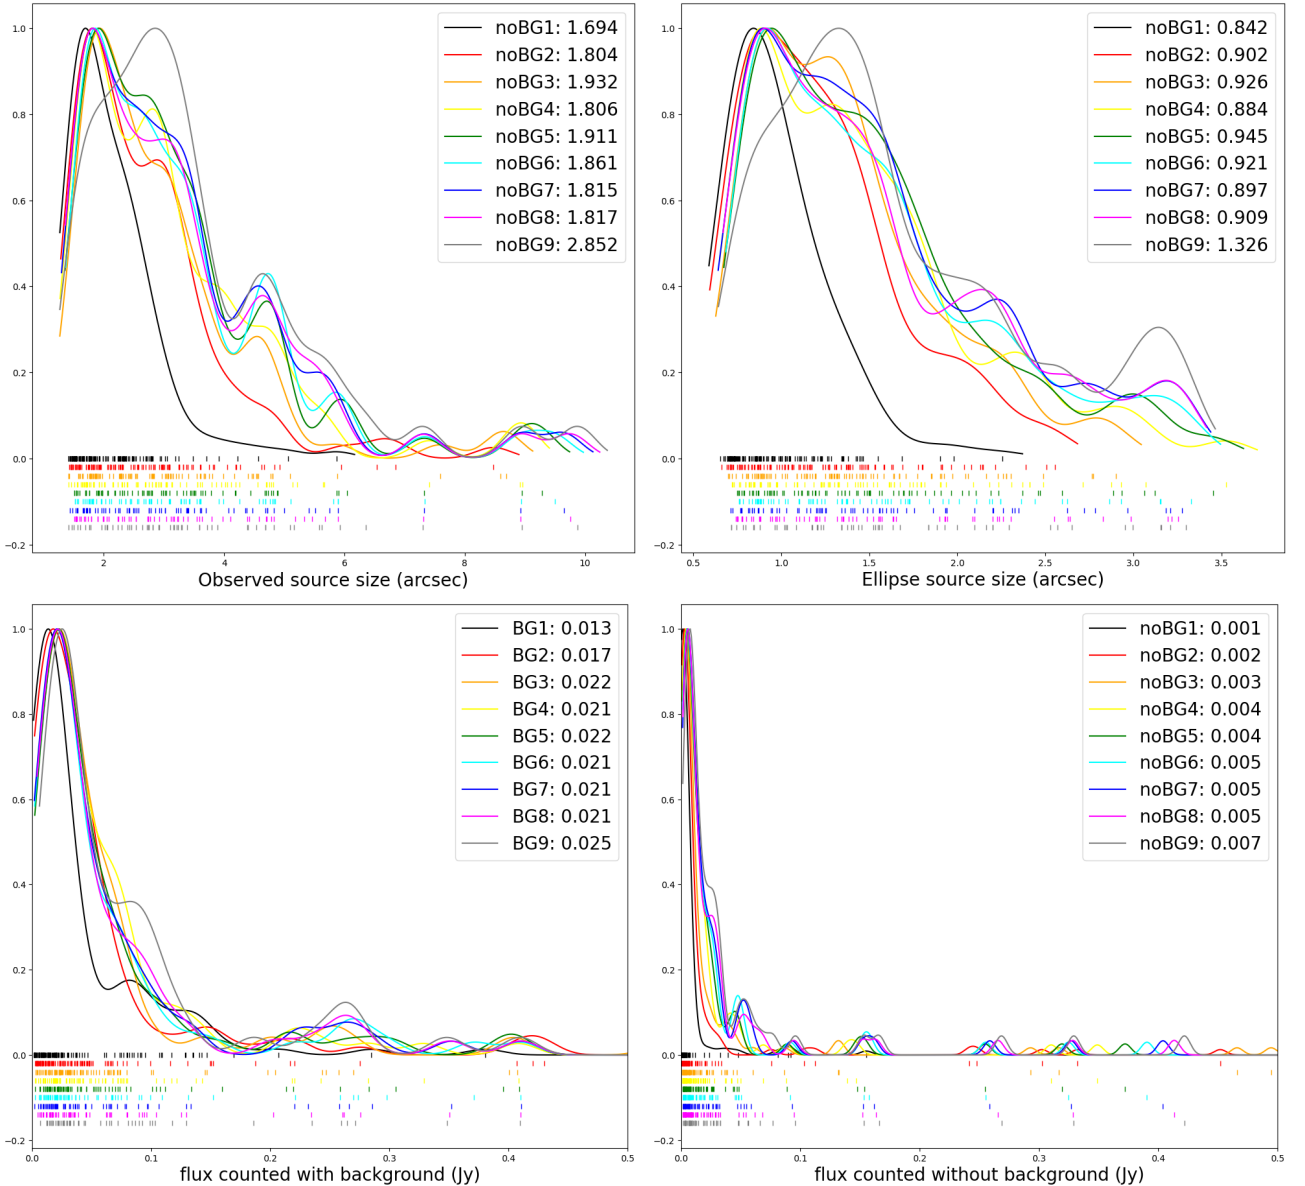 1.0
0.8
0.6
0.4
0.2
0.0
−0.2
2
4
6
8
10
Observed source size (arcsec)
noBG1: 1.694
noBG2: 1.804
noBG3: 1.932
noBG4: 1.806
noBG5: 1.911
noBG6: 1.861
noBG7: 1.815
noBG8: 1.817
noBG9: 2.852
1.0
0.8
0.6
0.4
0.2
0.0
−0.2
0.5
1.0
1.5
2.0
2.5
3.0
3.5
Ellipse source size (arcsec)
noBG1: 0.842
noBG2: 0.902
noBG3: 0.926
noBG4: 0.884
noBG5: 0.945
noBG6: 0.921
noBG7: 0.897
noBG8: 0.909
noBG9: 1.326
1.0
0.8
0.6
0.4
0.2
0.0
−0.2
0.0
0.1
0.2
0.3
0.4
0.5
flux counted with background (Jy)
BG1: 0.013
BG2: 0.017
BG3: 0.022
BG4: 0.021
BG5: 0.022
BG6: 0.021
BG7: 0.021
BG8: 0.021
BG9: 0.025
1.0
0.8
0.6
0.4
0.2
0.0
−0.2
0.0
0.1
0.2
0.3
0.4
0.5
flux counted without background (Jy)
noBG1: 0.001
noBG2: 0.002
noBG3: 0.003
noBG4: 0.004
noBG5: 0.004
noBG6: 0.005
noBG7: 0.005
noBG8: 0.005
noBG9: 0.007